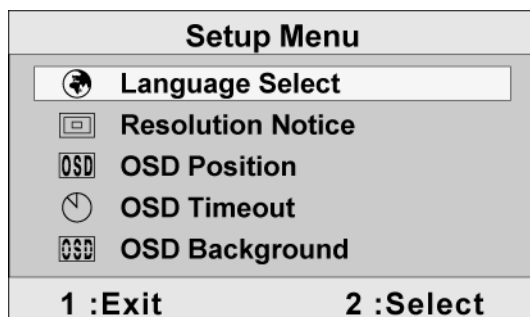 Setup Menu
Language Select
Resolution Notice
OSD OSD Position
OSD Timeout
OSD OSD Background
1 :Exit 2 :Select